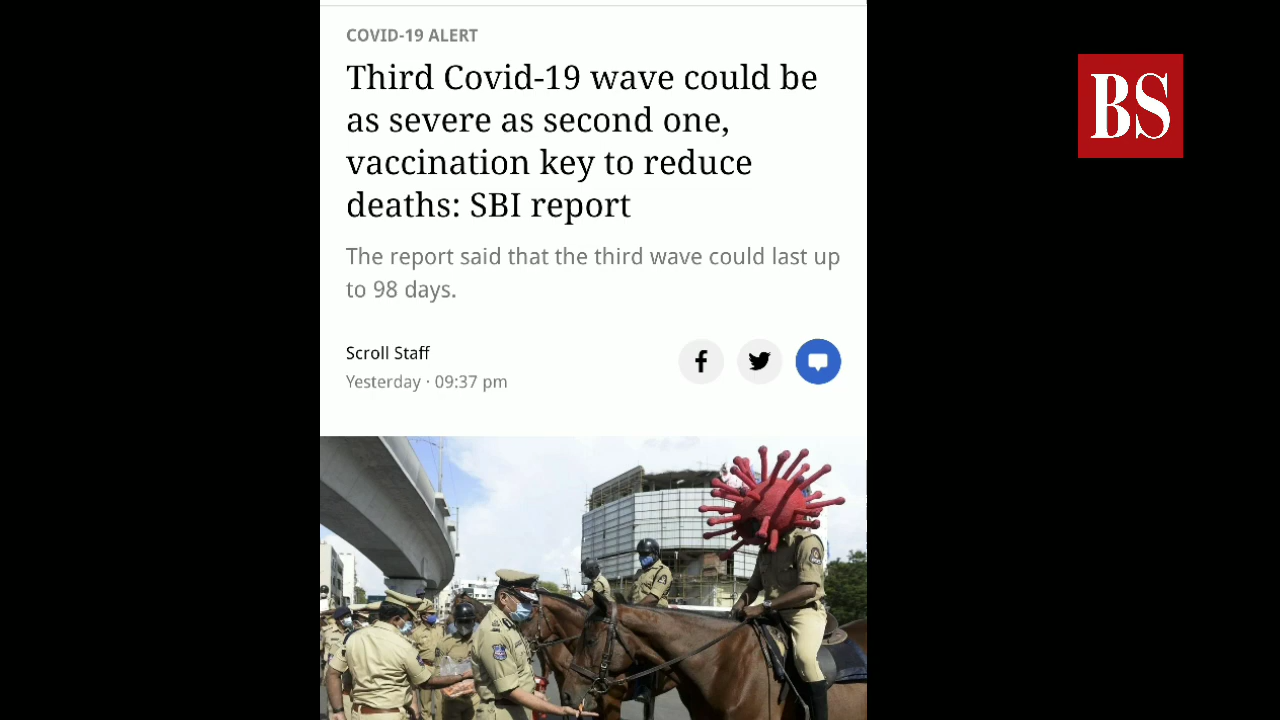 COVID-19 ALERT
Third Covid-19 wave could be
as severe as second one,
vaccination key to reduce
deaths: SBI report
The report said that the third wave could last up
to 98 days.
Scroll Staff
Yesterday · 09:37 pm
BS